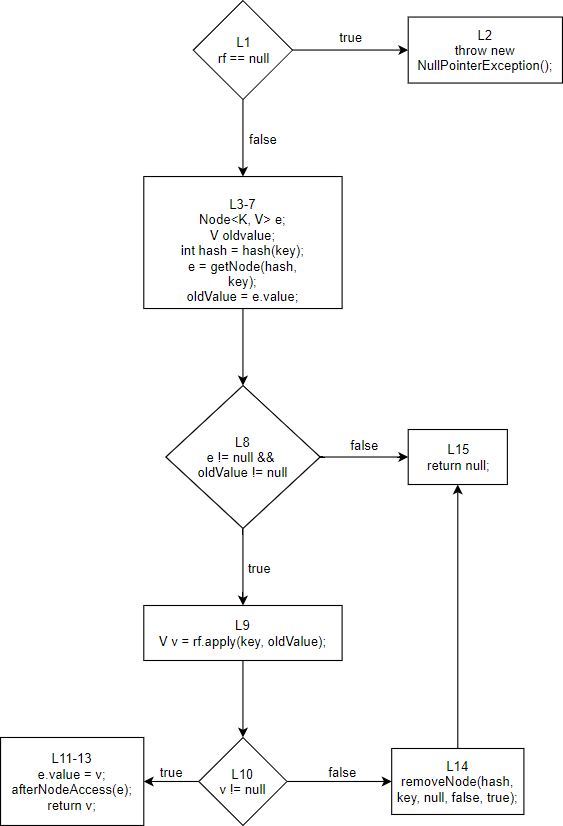 L1
rf == null
true
L2
throw new
NullPointerException();
false
L3-7
Node<K, V> e;
V oldvalue;
int hash = hash(key);
e = getNode(hash,
key);
oldValue = e.value;
L8
e != null &&
oldValue != null
false
L15
return null;
true
L9
V v = rf.apply(key, oldValue);
L11-13
e.value = v;
afterNodeAccess(e);
return v;
true
L10
v != null
false
L14
removeNode(hash,
key, null, false, true);